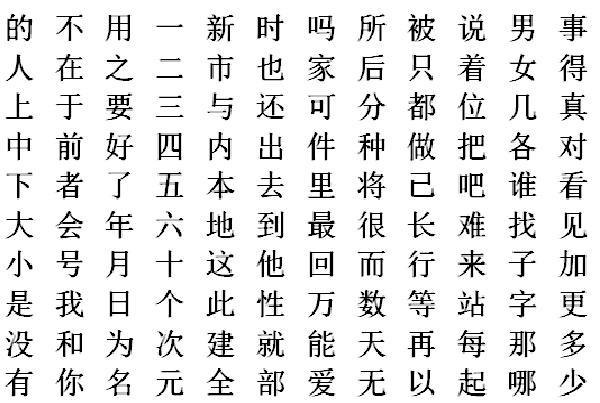 的 不 用 一 新 时 吗 所 被 说 男 事
人 在 之 二 市 也 家 后 只 着 女 得
上 于 要 三 与 还 可 分 都 位 几 真
中 前 好 四 内 出 件 种 做 把 各 对
下 者 了 五 本 去 里 将 已 吧 谁 看
大 会 年 六 地 到 最 很 长 难 找 见
小 号 月 十 这 他 回 而 行 来 子 加
是 我 日 个 此 性 万 数 等 站 字 更
没 和 为 次 建 就 能 天 再 每 那 多
有 你 名 元 全 部 爱 无 以 起 哪 少